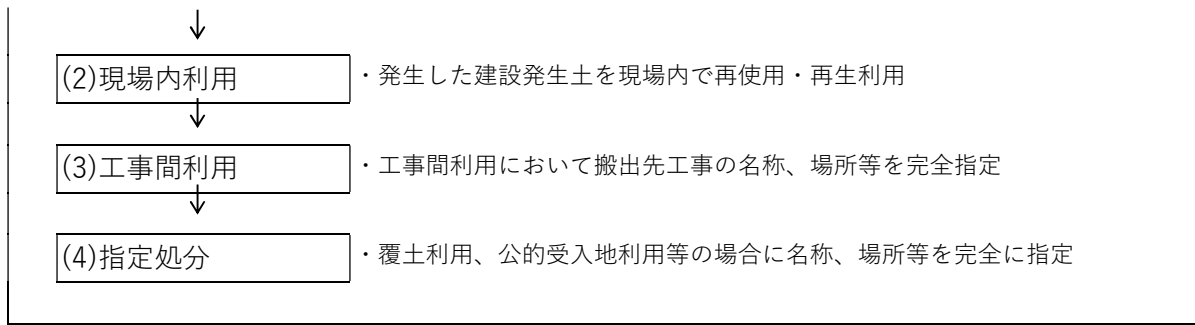 (2)現場内利用 ・発生した建設発生土を現場内で再使用・再生利用
(3)工事間利用 ・工事間利用において搬出先工事の名称、場所等を完全指定
(4)指定処分 ・覆土利用、公的受入地利用等の場合に名称、場所等を完全に指定